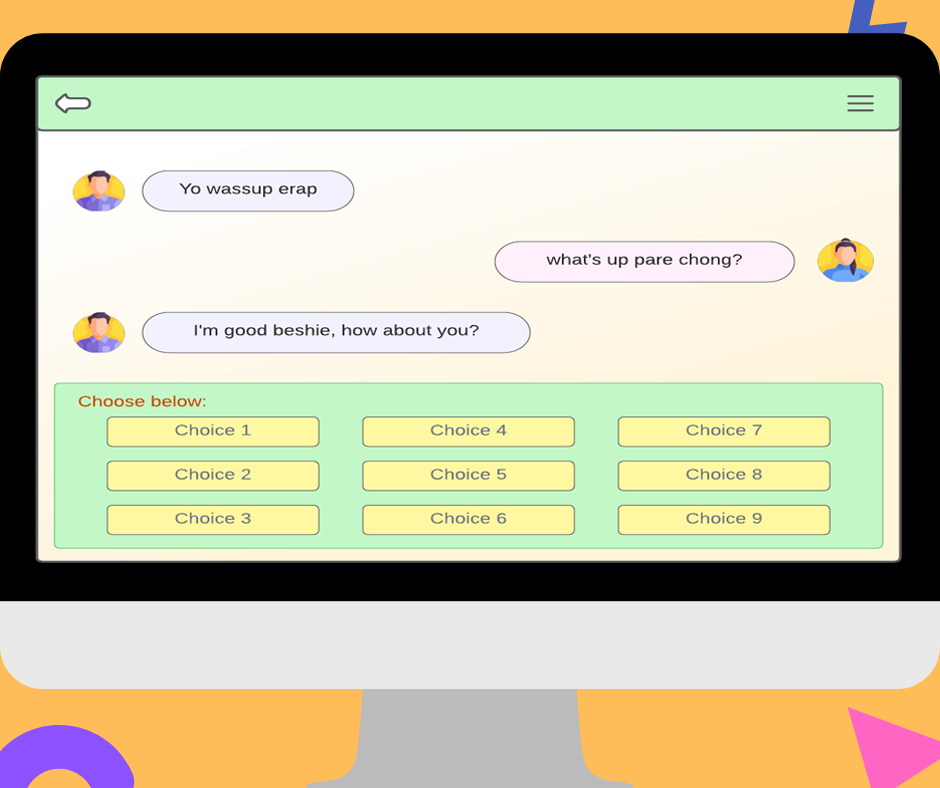 Yo wassup erap
what's up pare chong?
I'm good beshie, how about you?
Choose below:
Choice 1
Choice 4
Choice 7
Choice 2
Choice 5
Choice 8
Choice 3
Choice 6
Choice 9